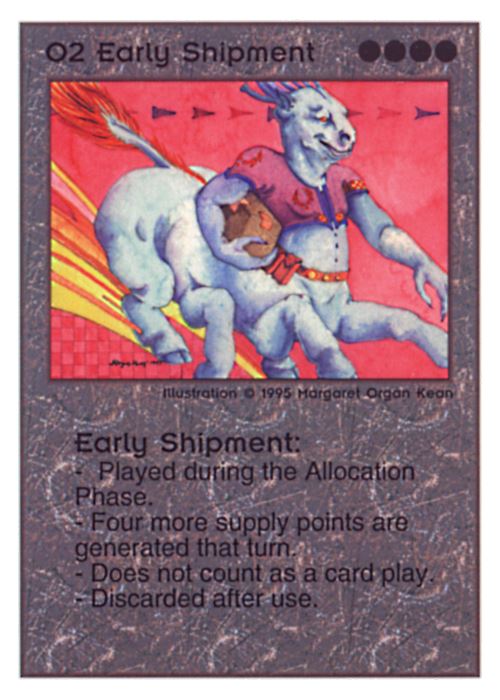 O2 Early Shipment
Illustration © 1995 Margaret Organ Kean
Early Shipment:
- Played during the Allocation
Phase.
- Four more supply points are
generated that turn.
- Does not count as a card play.
- Discarded after use.